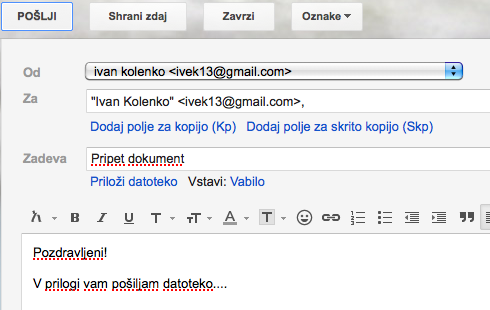 POŠLJI Shrani zdaj Zavrzi Oznake
Od ivan kolenko <ivek13@gmail.com>
Za "Ivan Kolenko" <ivek13@gmail.com>,
Dodaj polje za kopijo (Kp) Dodaj polje za skrito kopijo (Skp)
Zadeva Pripet dokument
Priloži datoteko Vstavi: Vabilo
B I U T TT A T
Pozdravljeni!
V prilogi vam pošiljam datoteko....